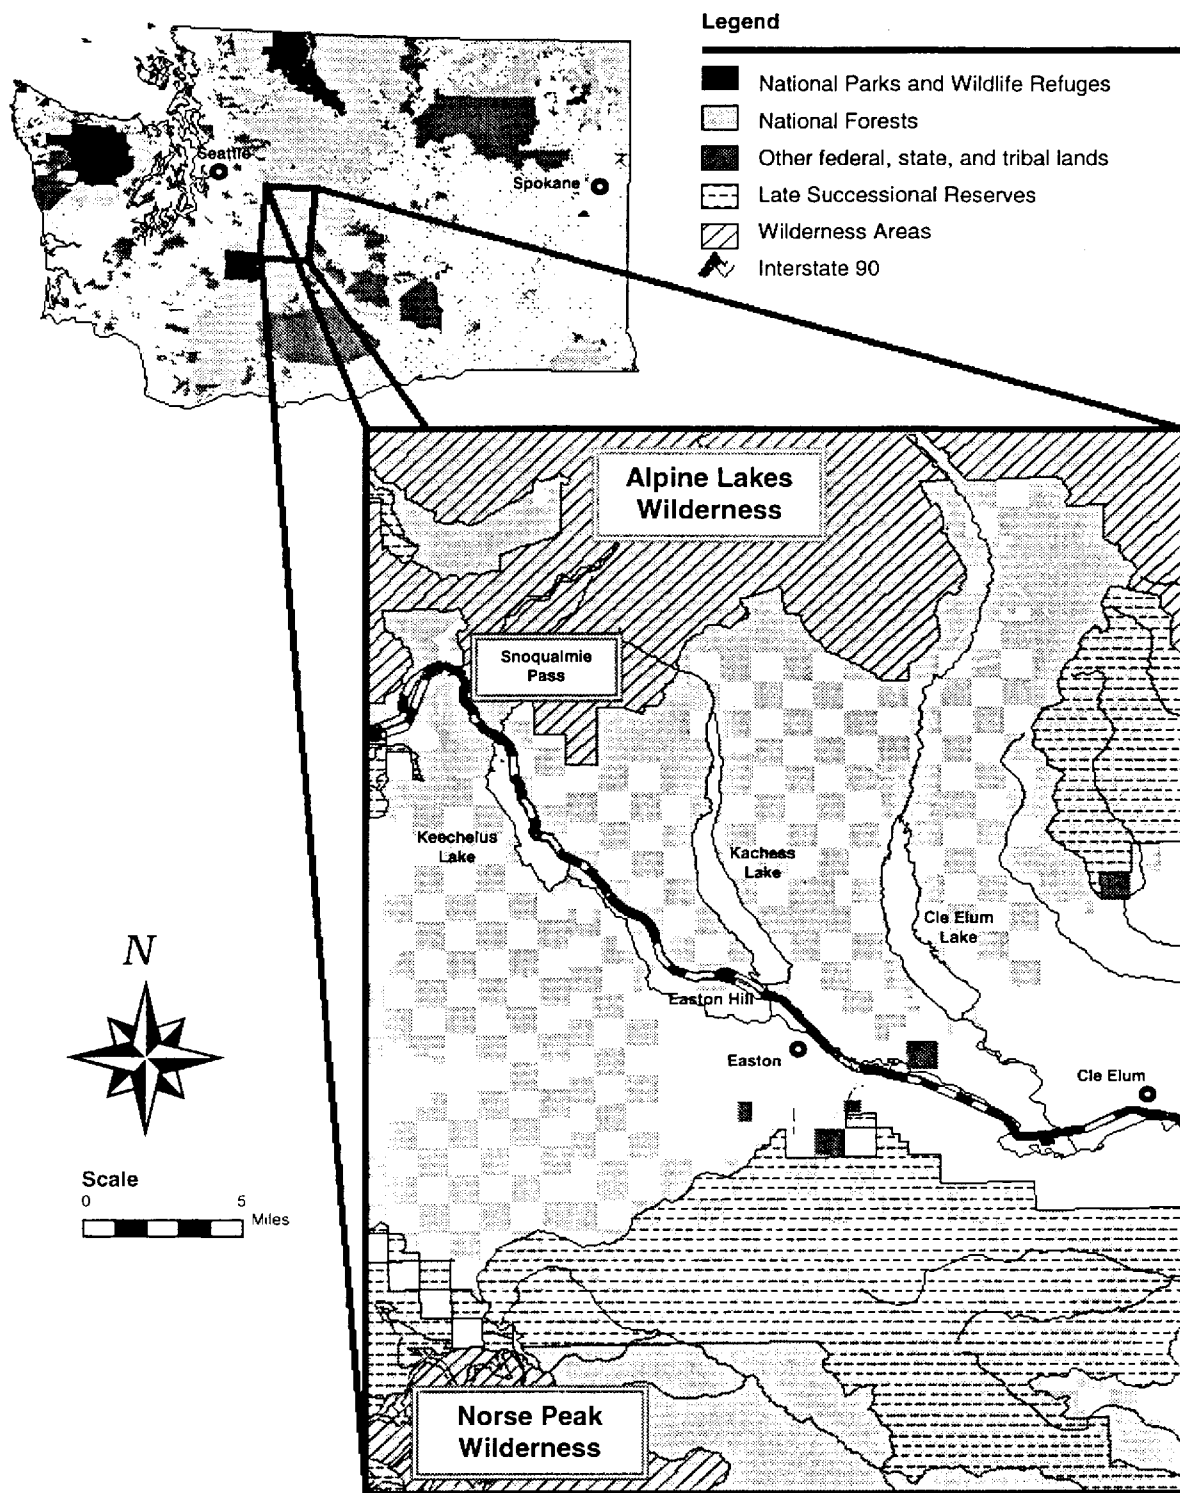 Legend
National Parks and Wildlife Refuges
National Forests
Other federal, state, and tribal lands
Late Successional Reserves
Wilderness Areas
Interstate 90
Seattle
Spokane
Alpine Lakes
Wilderness
Snoqualmie
Pass
Keechelus
Lake
Kachess
Lake
Cle Elum
Lake
Easton Hill
Easton
Cle Elum
N
Scale
0 5
Miles
Norse Peak
Wilderness